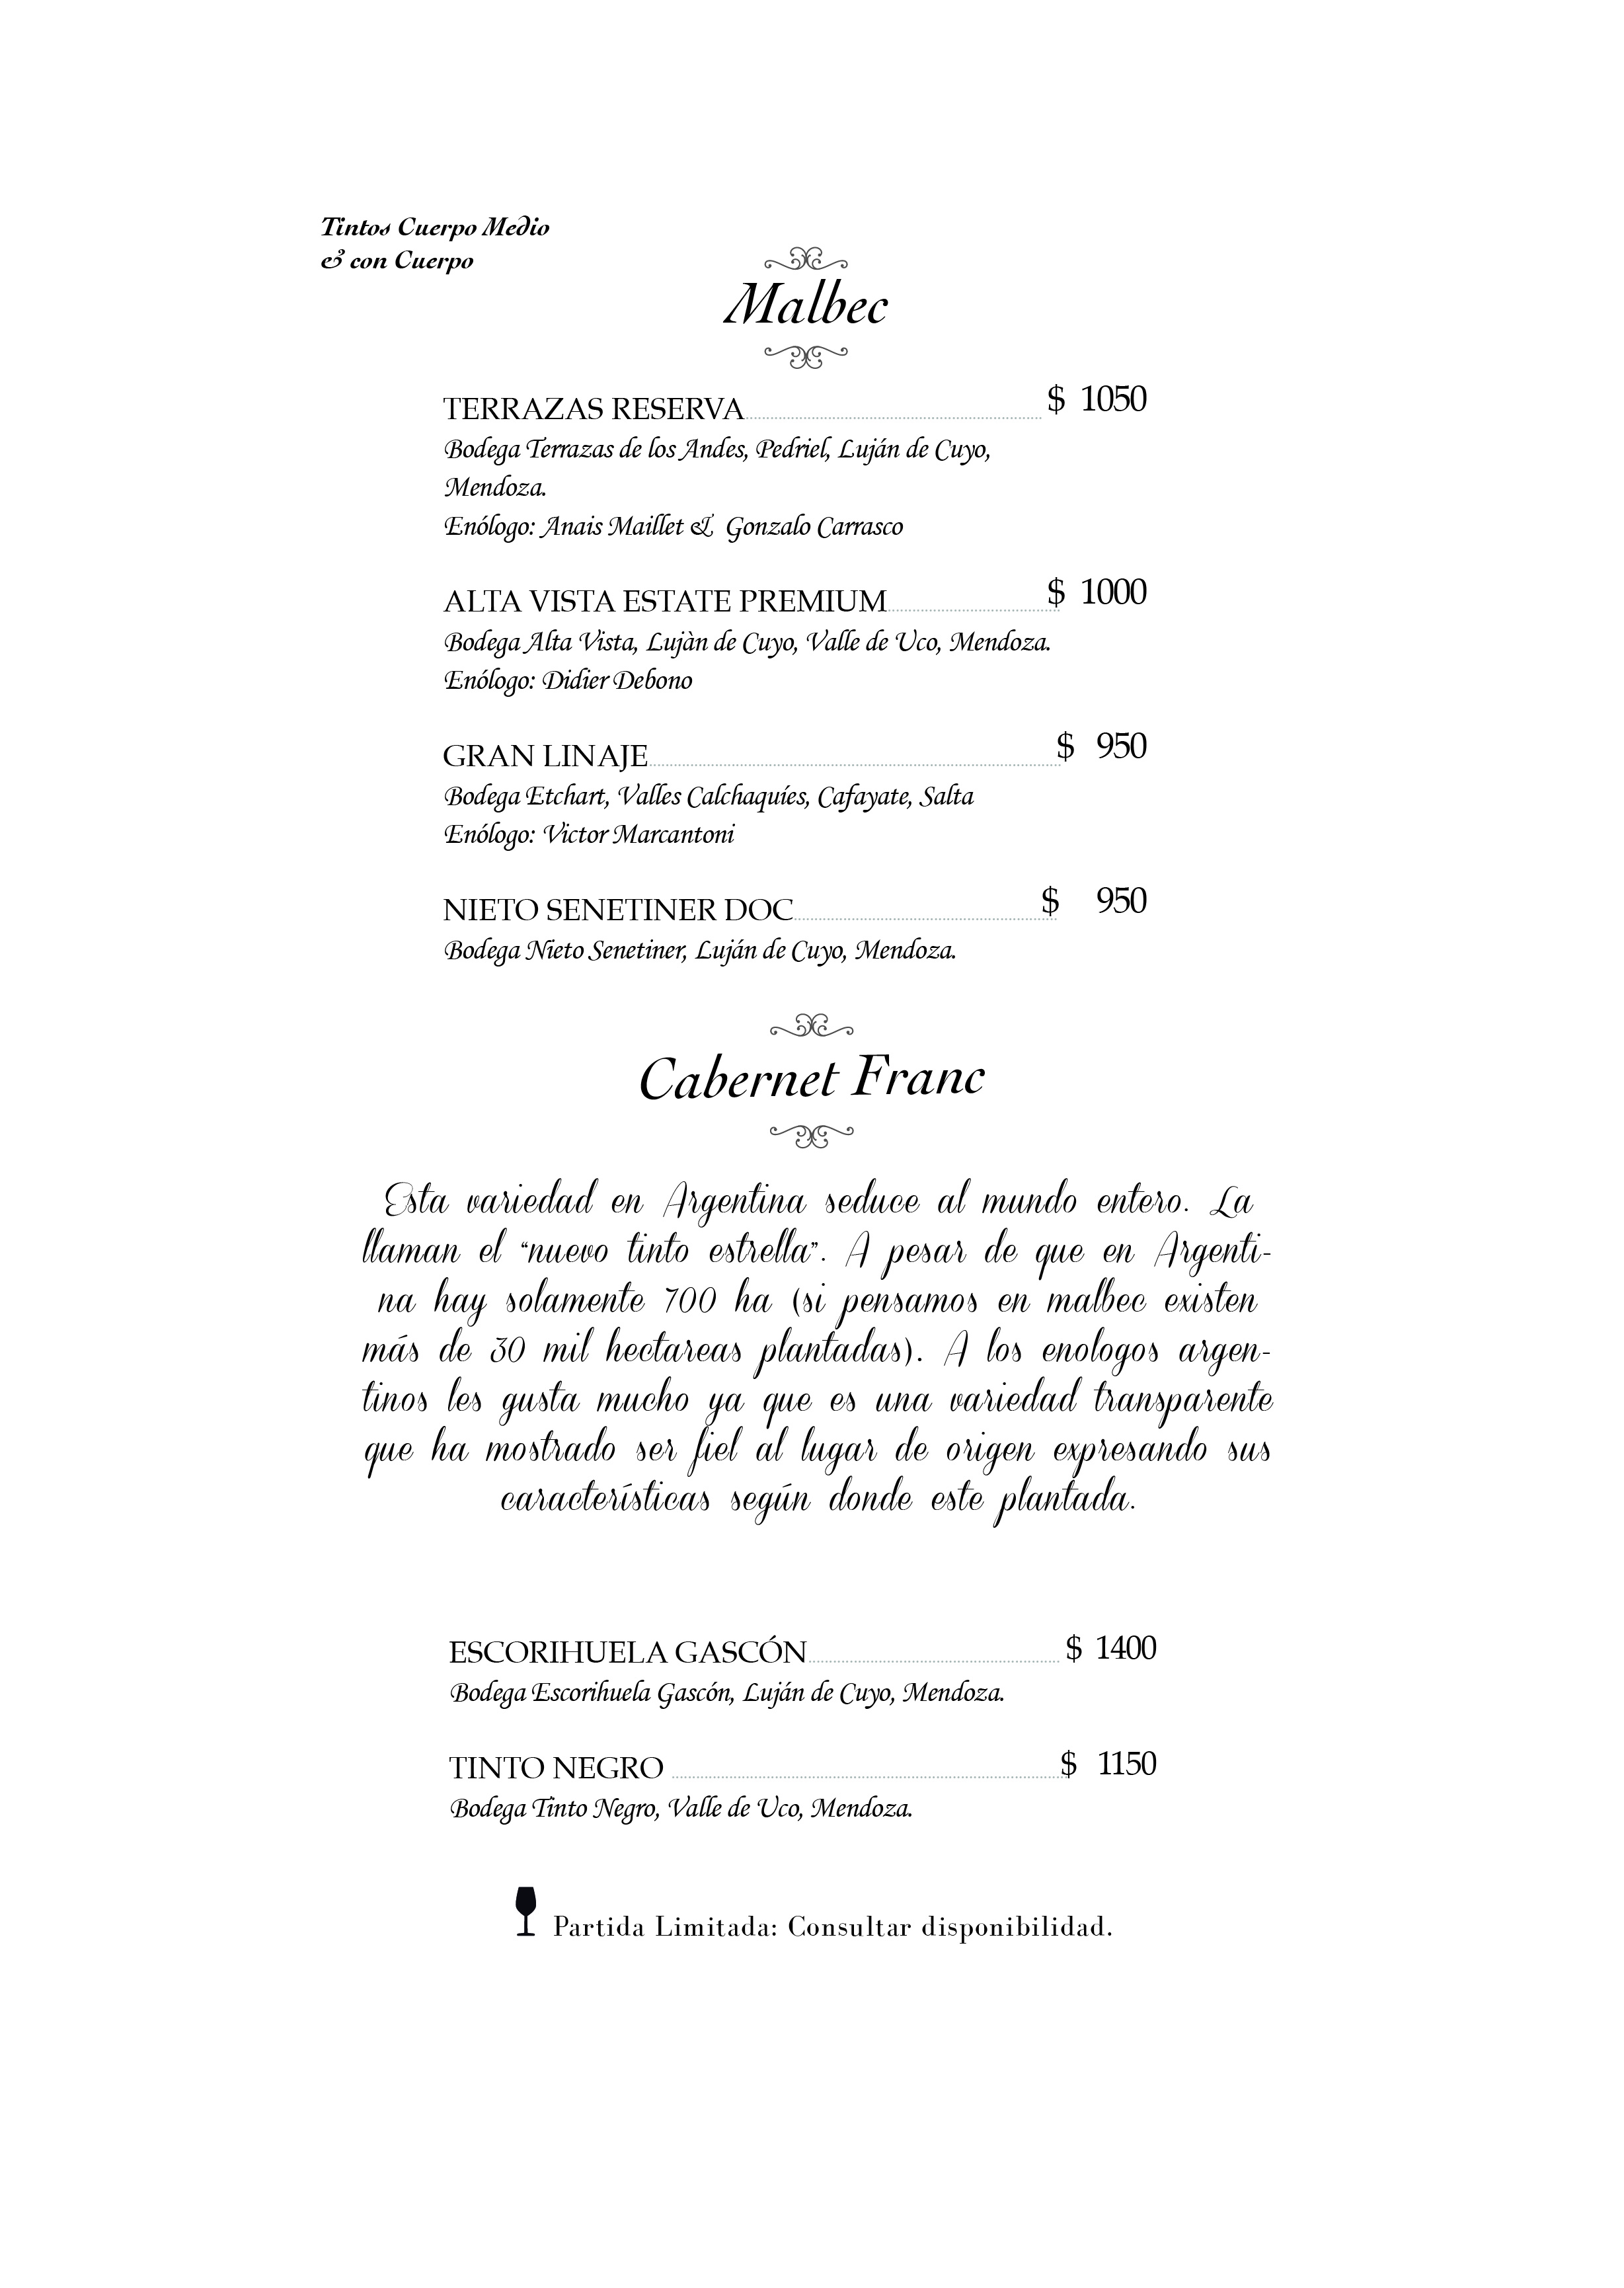 Tintos Cuerpo Medio
& con Cuerpo
Malbec
TERRAZAS RESERVA $ 1050
Bodega Terrazas de los Andes, Pedriel, Luján de Cuyo,
Mendoza.
Enólogo: Anais Maillet & Gonzalo Carrasco
ALTA VISTA ESTATE PREMIUM $ 1000
Bodega Alta Vista, Lujàn de Cuyo, Valle de Uco, Mendoza.
Enólogo: Didier Debono
GRAN LINAJE $ 950
Bodega Etchart, Valles Calchaquíes, Cafayate, Salta
Enólogo: Victor Marcantoni
NIETO SENETINER DOC $ 950
Bodega Nieto Senetiner, Luján de Cuyo, Mendoza.
Cabernet Franc
Esta variedad en Argentina seduce al mundo entero. La
llaman el “nuevo tinto estrella”. A pesar de que en Argenti-
na hay solamente 700 ha (si pensamos en malbec existen
más de 30 mil hectareas plantadas). A los enologos argen-
tinos les gusta mucho ya que es una variedad transparente
que ha mostrado ser fiel al lugar de origen expresando sus
características según donde este plantada.
ESCORIHUELA GASCÓN $ 1400
Bodega Escorihuela Gascón, Luján de Cuyo, Mendoza.
TINTO NEGRO $ 1150
Bodega Tinto Negro, Valle de Uco, Mendoza.
Partida Limitada: Consultar disponibilidad.